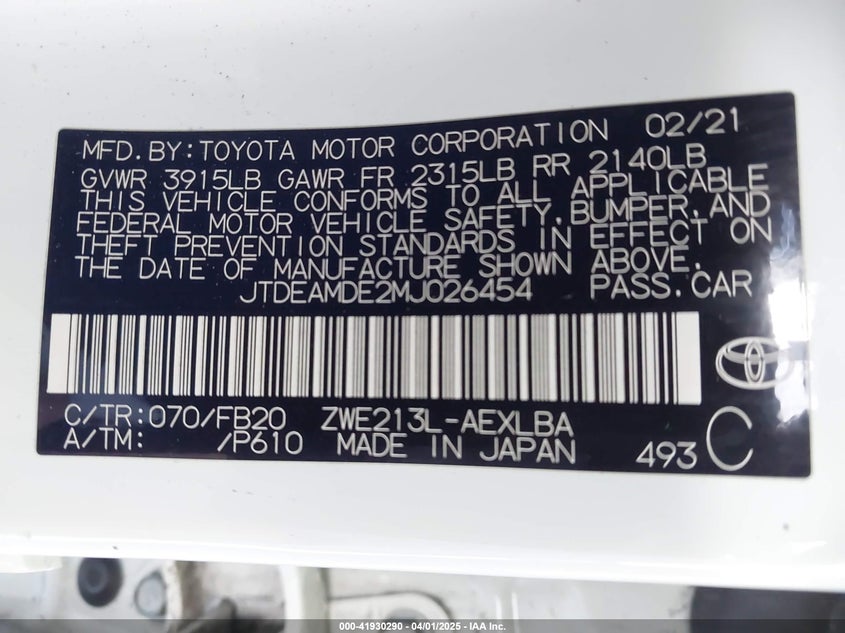 MFD.BY:TOYOTA MOTOR CORPORATION 02/21
GVWR 3915LB GAWR FR 2315LB RR 2140LB
THIS VEHICLE CONFORMS TO ALL APPLICABLE
FEDERAL MOTOR VEHICLE SAFETY,BUMPER,AND
THEFT PREVENTION STANDARDS IN EFFECT ON
THE DATE OF MANUFACTURE SHOWN ABOVE.
JTDEAMDE2MJ026454 PASS.CAR
C/TR:070/FB20 ZWE213L-AEXLBA
A/TM: /P610 MADE IN JAPAN 493 C
000-41930290 - 04/01/2025 - IAAI.COM